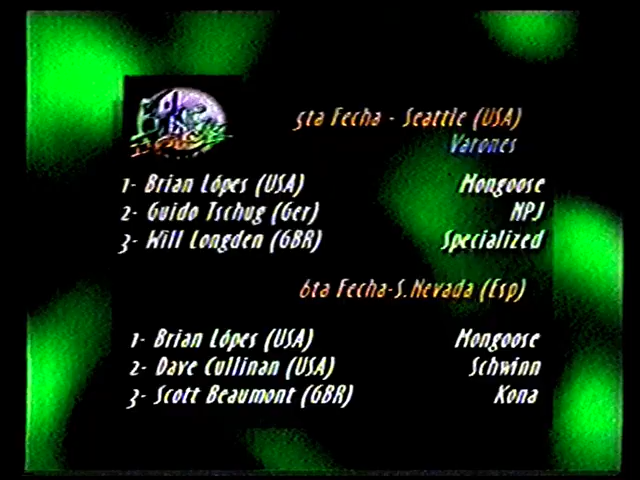 5ta Fecha - Seattle (USA)
Varones
1- Brian Lópes (USA) Mongoose
2- Guido Tschug (Ger) NPJ
3- Will Longden (GBR) Specialized
6ta Fecha-S.Nevada (Esp)
1- Brian Lópes (USA) Mongoose
2- Dave Cullinan (USA) Schwinn
3- Scott Beaumont (GBR) Kona